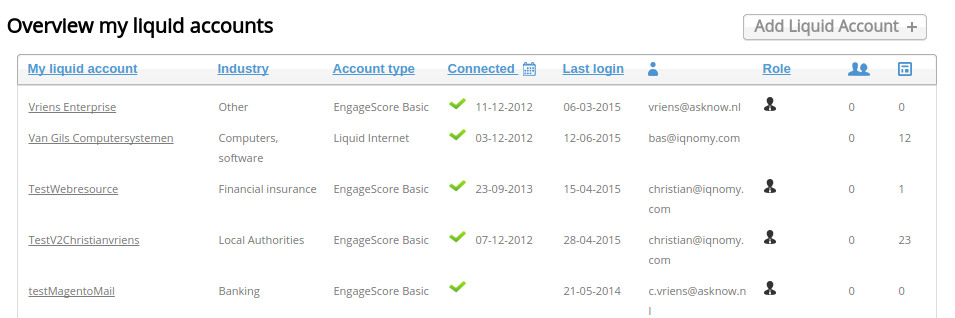 Overview my liquid accounts
Add Liquid Account +
My liquid account Industry Account type Connected Last login Role
Vriens Enterprise Other EngageScore Basic 11-12-2012 06-03-2015 vriens@asknow.nl 0 0
Van Gils Computersystemen Computers, Liquid Internet 03-12-2012 12-06-2015 bas@iqnomy.com 0 12
software
TestWebresource Financial insurance EngageScore Basic 23-09-2013 15-04-2015 christian@iqnomy. 0 1
com
TestV2Christianvriens Local Authorities EngageScore Basic 07-12-2012 28-04-2015 christian@iqnomy. 0 23
com
testMagentoMail Banking EngageScore Basic 21-05-2014 c.vriens@asknow.n 0 0
l